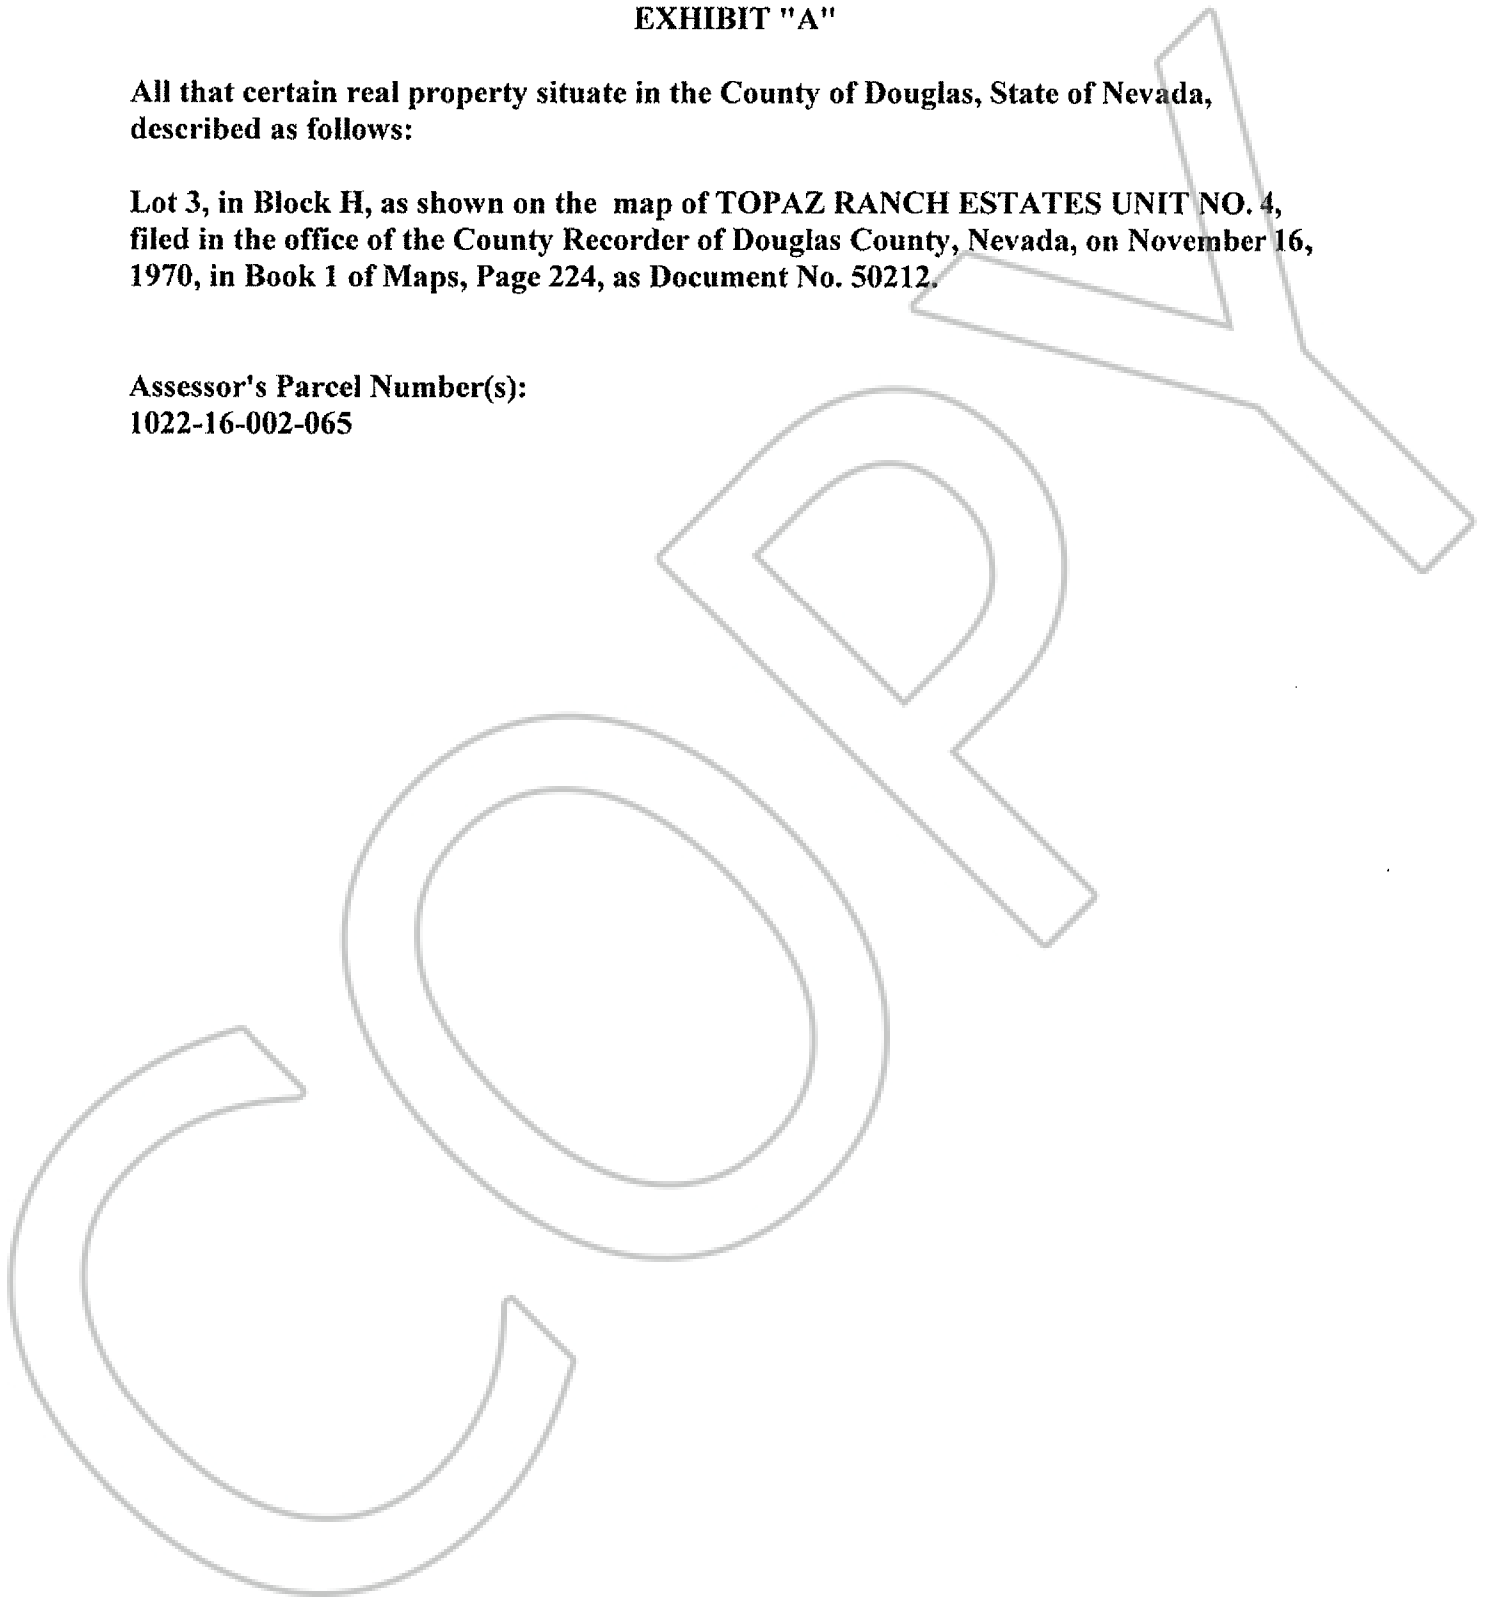 EXHIBIT "A"
All that certain real property situate in the County of Douglas, State of Nevada,
described as follows:
Lot 3, in Block H, as shown on the map of TOPAZ RANCH ESTATES UNIT NO. 4,
filed in the office of the County Recorder of Douglas County, Nevada, on November 16,
1970, in Book 1 of Maps, Page 224, as Document No. 50212.
Assessor's Parcel Number(s):
1022-16-002-065
COPY